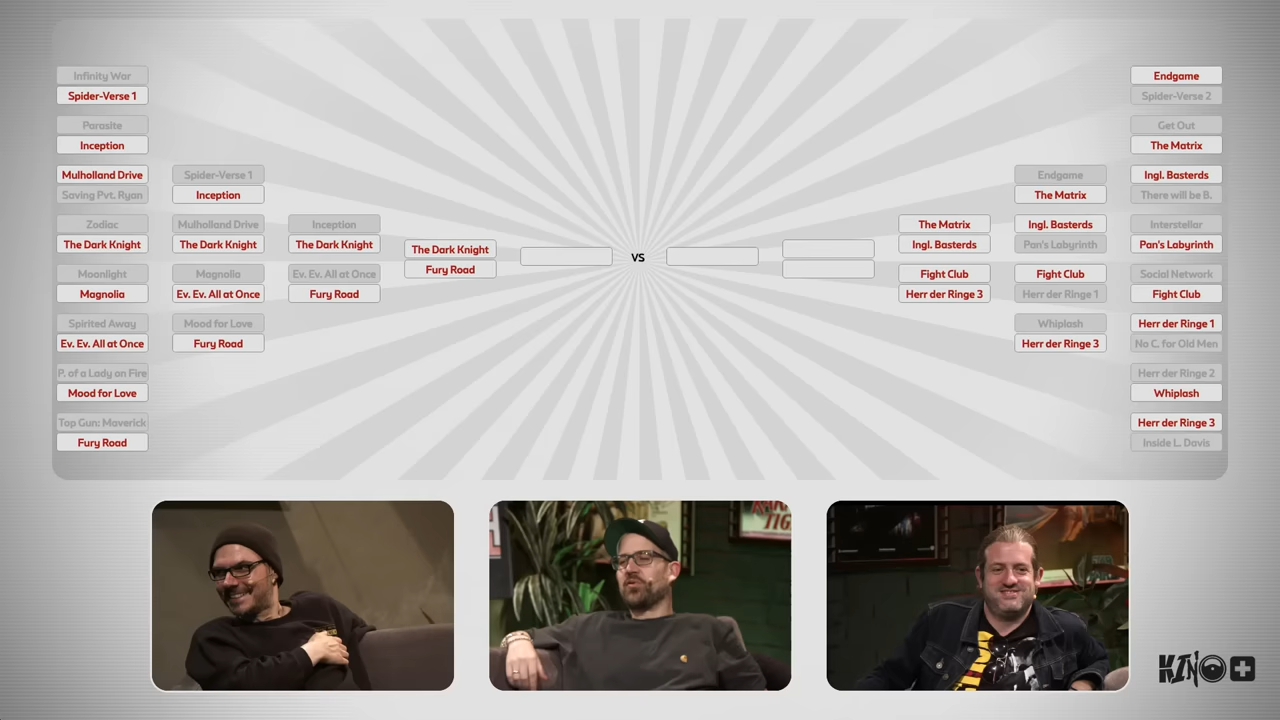 Infinity War
Spider-Verse 1
Parasite
Inception
Mulholland Drive
Saving Pvt. Ryan
Zodiac
The Dark Knight
Moonlight
Magnolia
Spirited Away
Ev. Ev. All at Once
P. of a Lady on Fire
Mood for Love
Top Gun: Maverick
Fury Road
Spider-Verse 1
Inception
Mulholland Drive
The Dark Knight
Magnolia
Ev. Ev. All at Once
Mood for Love
Fury Road
Inception
The Dark Knight
Ev. Ev. All at Once
Fury Road
The Dark Knight
Fury Road
VS
The Matrix
Ingl. Basterds
Fight Club
Herr der Ringe 3
Endgame
The Matrix
Ingl. Basterds
Pan's Labyrinth
Fight Club
Herr der Ringe 1
Whiplash
Herr der Ringe 3
Endgame
Spider-Verse 2
Get Out
The Matrix
Ingl. Basterds
There will be B.
Interstellar
Pan's Labyrinth
Social Network
Fight Club
Herr der Ringe 1
No C. for Old Men
Herr der Ringe 2
Whiplash
Herr der Ringe 3
Inside L. Davis
KINO+